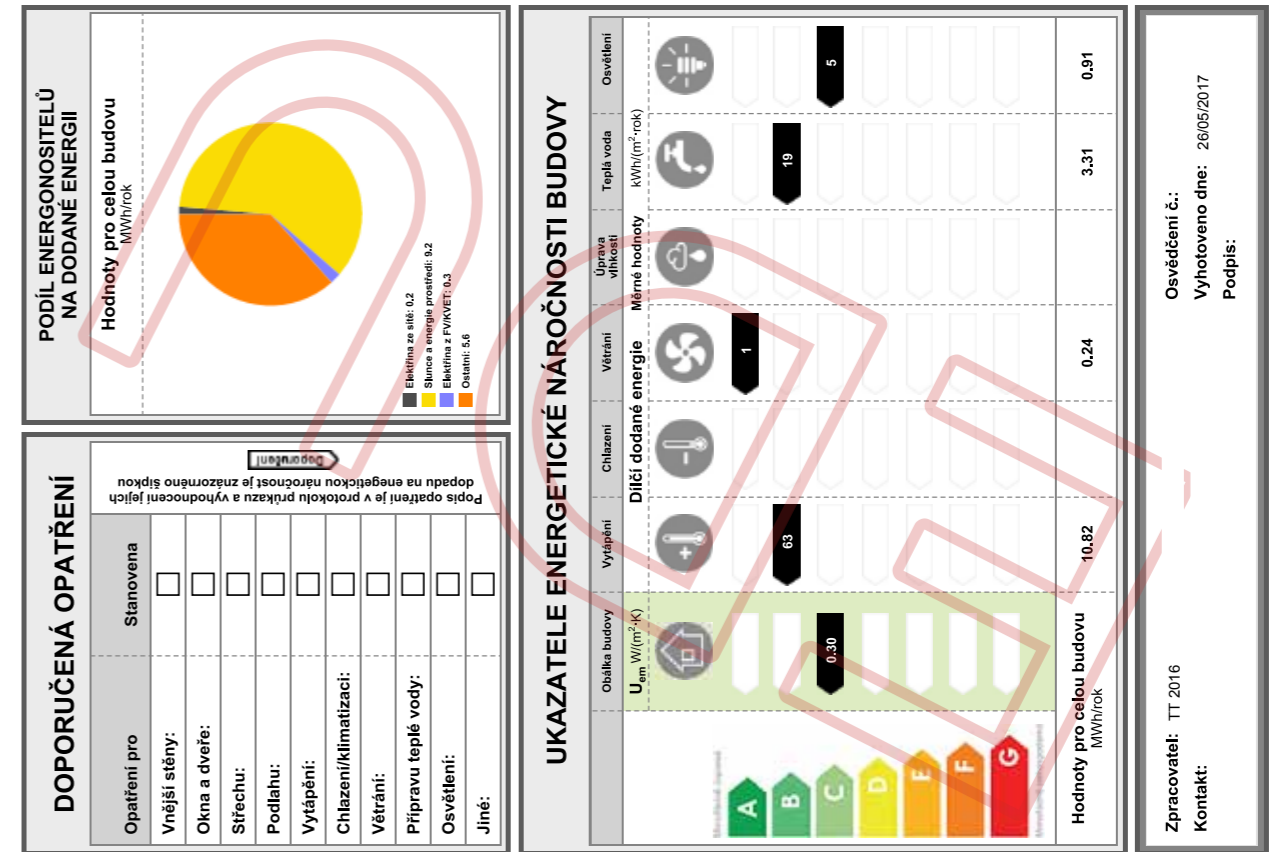 DOPORUČENÁ OPATŘENÍ
Opatření pro
Stanovena
Vnější stěny:
Okna a dveře:
Střechu:
Podlahu:
Vytápění:
Chlazení/klimatizaci:
Větrání:
Přípravu teplé vody:
Osvětlení:
Jiné:
Popis opatření je v protokolu průkazu a vyhodnocení jejich
dopadu na energetickou náročnost je znázorněno šipkou
Doporučení
PODÍL ENERGONOSITELŮ
NA DODANÉ ENERGII
Hodnoty pro celou budovu
MWh/rok
Elektřina ze sítě: 0.2
Slunce a energie prostředí: 9.2
Elektřina z FV/KVET: 0.3
Ostatní: 5.6
UKAZATELE ENERGETICKÉ NÁROČNOSTI BUDOVY
Obálka budovy
Vytápění
Chlazení
Větrání
Úprava
vlhkosti
Teplá voda
Osvětlení
Uem W/(m²·K)
Dílčí dodané energie
Měrné hodnoty
kWh/(m²·rok)
A
B
C
D
E
F
G
0.30
63
1
19
5
Hodnoty pro celou budovu
MWh/rok
10.82
0.24
3.31
0.91
Zpracovatel: TT 2016
Kontakt:
Osvědčení č.:
Vyhotoveno dne: 26/05/2017
Podpis: